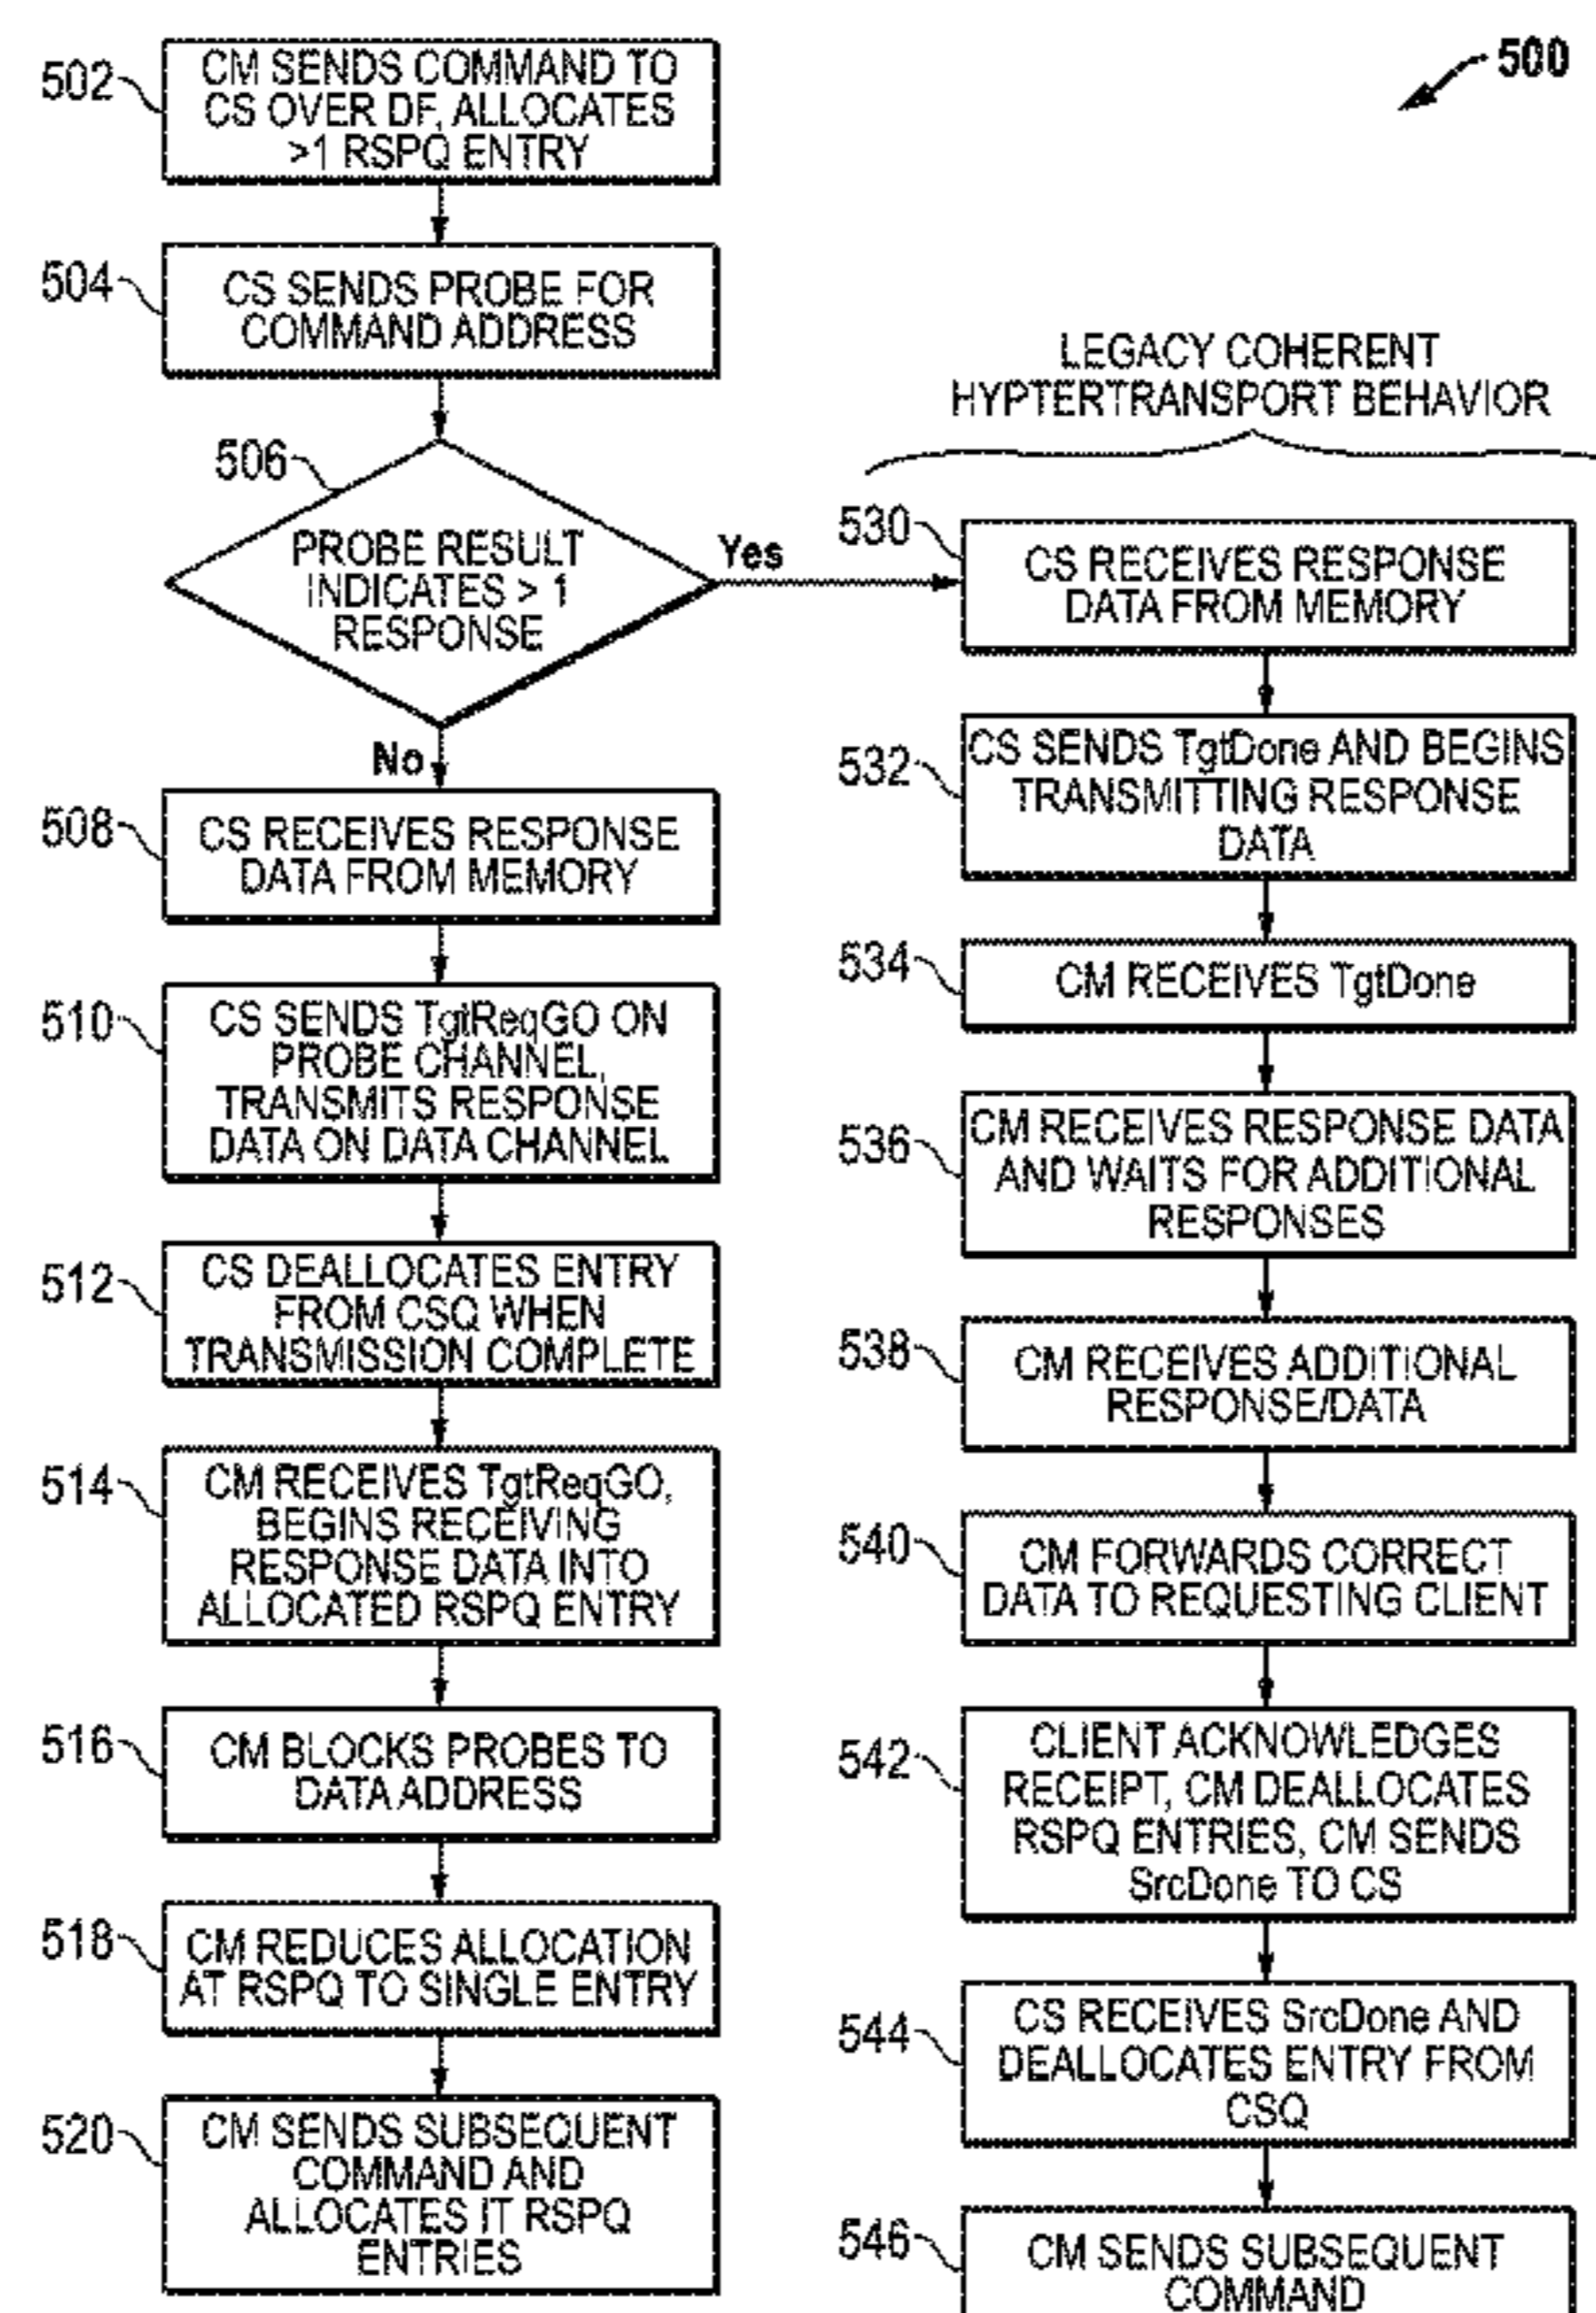 500
502
CM SENDS COMMAND TO
CS OVER DF, ALLOCATES
>1 RSPQ ENTRY
504
CS SENDS PROBE FOR
COMMAND ADDRESS
506
PROBE RESULT
INDICATES > 1
RESPONSE
Yes
No
508
CS RECEIVES RESPONSE
DATA FROM MEMORY
510
CS SENDS TgtReqGO ON
PROBE CHANNEL,
TRANSMITS RESPONSE
DATA ON DATA CHANNEL
512
CS DEALLOCATES ENTRY
FROM CSQ WHEN
TRANSMISSION COMPLETE
514
CM RECEIVES TgtReqGO,
BEGINS RECEIVING
RESPONSE DATA INTO
ALLOCATED RSPQ ENTRY
516
CM BLOCKS PROBES TO
DATA ADDRESS
518
CM REDUCES ALLOCATION
AT RSPQ TO SINGLE ENTRY
520
CM SENDS SUBSEQUENT
COMMAND AND
ALLOCATES IT RSPQ
ENTRIES
LEGACY COHERENT
HYPTERTRANSPORT BEHAVIOR
530
CS RECEIVES RESPONSE
DATA FROM MEMORY
532
CS SENDS TgtDone AND BEGINS
TRANSMITTING RESPONSE
DATA
534
CM RECEIVES TgtDone
536
CM RECEIVES RESPONSE DATA
AND WAITS FOR ADDITIONAL
RESPONSES
538
CM RECEIVES ADDITIONAL
RESPONSE/DATA
540
CM FORWARDS CORRECT
DATA TO REQUESTING CLIENT
542
CLIENT ACKNOWLEDGES
RECEIPT, CM DEALLOCATES
RSPQ ENTRIES, CM SENDS
SrcDone TO CS
544
CS RECEIVES SrcDone AND
DEALLOCATES ENTRY FROM
CSQ
546
CM SENDS SUBSEQUENT
COMMAND